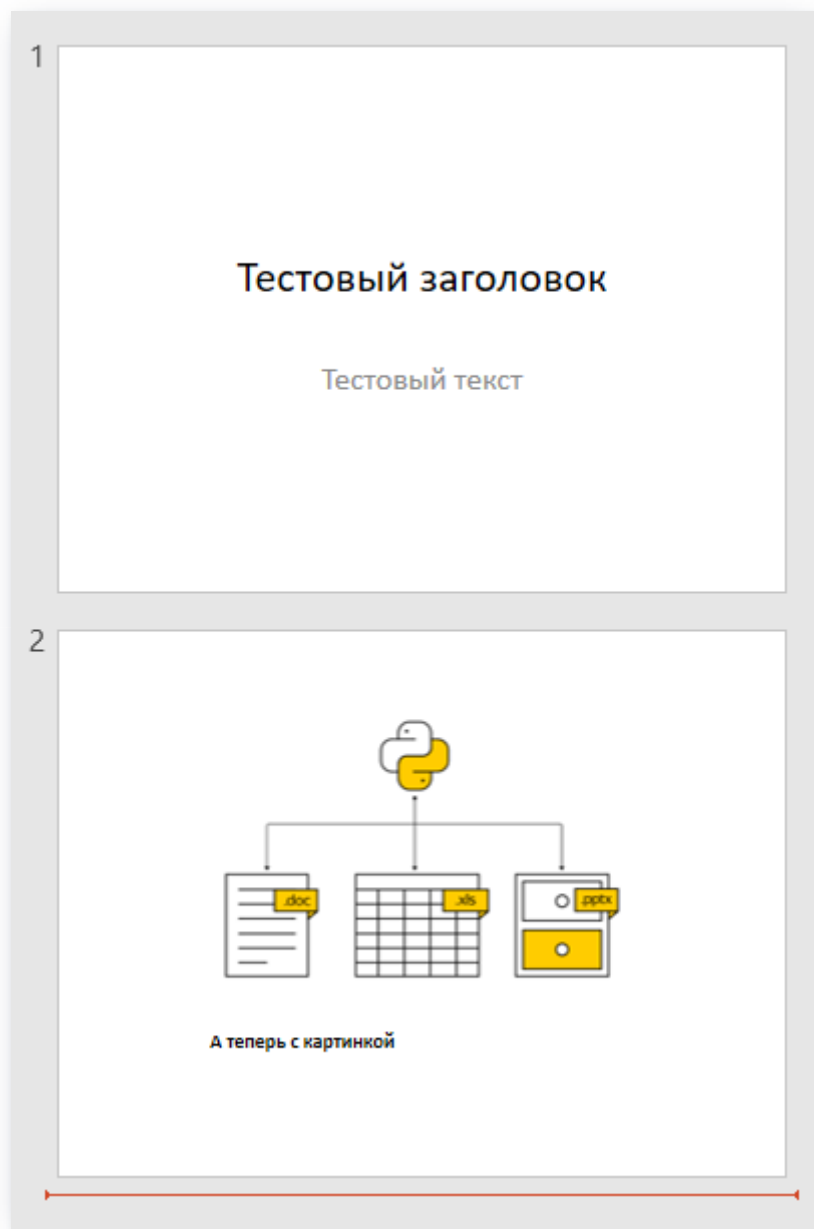 1
Тестовый заголовок
Тестовый текст
2
.doc
.xls
.pptx
А теперь с картинкой